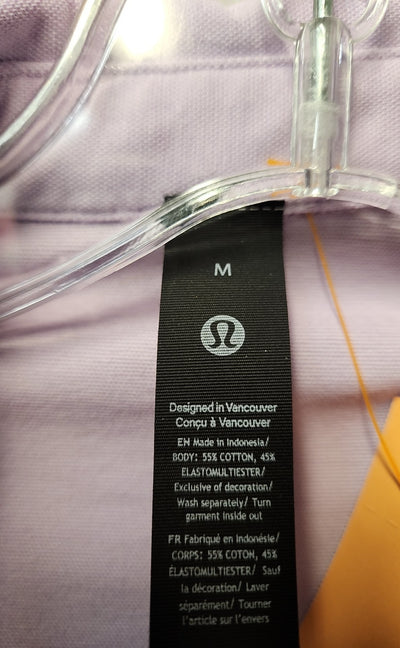 M
Designed in Vancouver
Conçu à Vancouver
EN Made in Indonesia/
BODY: 55% COTTON, 45%
ELASTOMULTIESTER/
Exclusive of decoration/
Wash separately/ Turn
garment inside out
FR Fabriqué en Indonésie/
CORPS: 55% COTON, 45%
ÉLASTOMULTIESTER/ Sauf
la décoration/ Laver
séparément/ Tourner
l'article sur l'envers